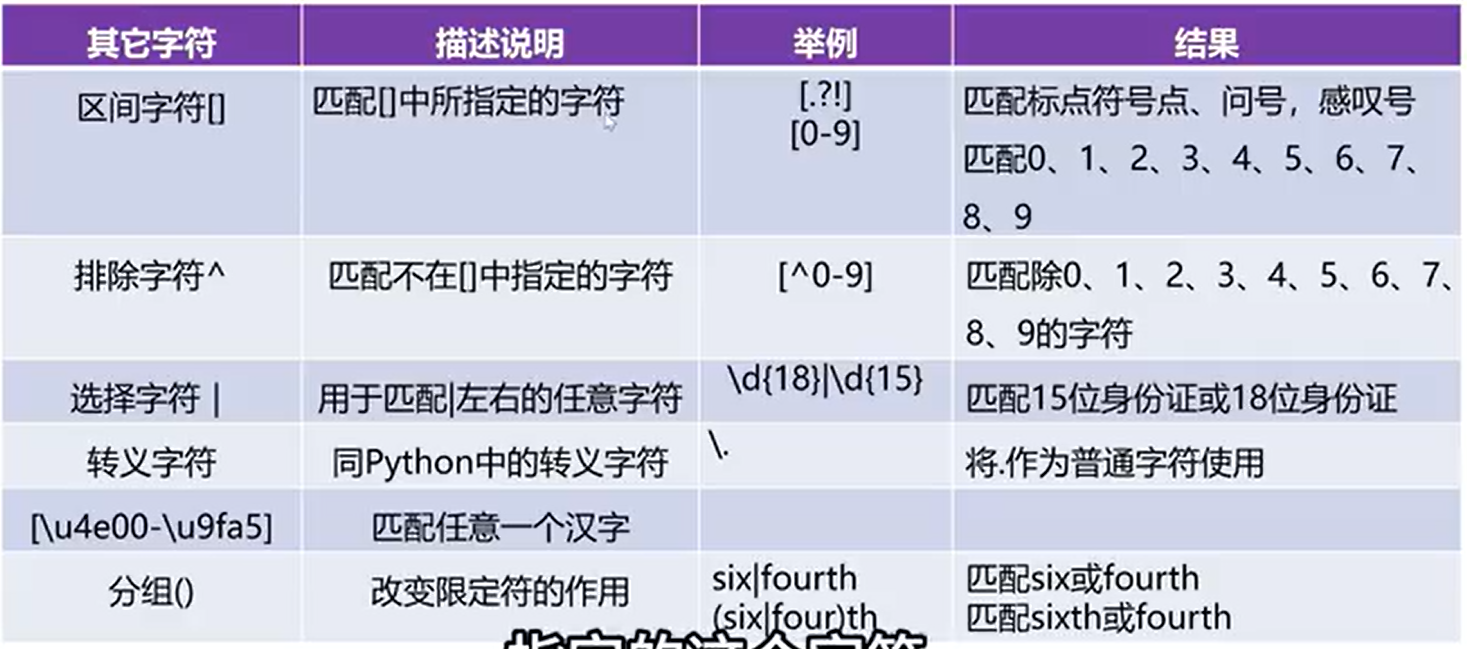 其它字符 描述说明 举例 结果
区间字符[] 匹配[]中所指定的字符 [.?!] 匹配标点符号点、问号，感叹号
[0-9] 匹配0、1、2、3、4、5、6、7、
8、9
排除字符^ 匹配不在[]中指定的字符 [^0-9] 匹配除0、1、2、3、4、5、6、7、
8、9的字符
选择字符 | 用于匹配|左右的任意字符 \d{18}|\d{15} 匹配15位身份证或18位身份证
转义字符 同Python中的转义字符 \. 将.作为普通字符使用
[\u4e00-\u9fa5] 匹配任意一个汉字
分组() 改变限定符的作用 six|fourth 匹配six或fourth
(six|four)th 匹配sixth或fourth
指定的这个字符